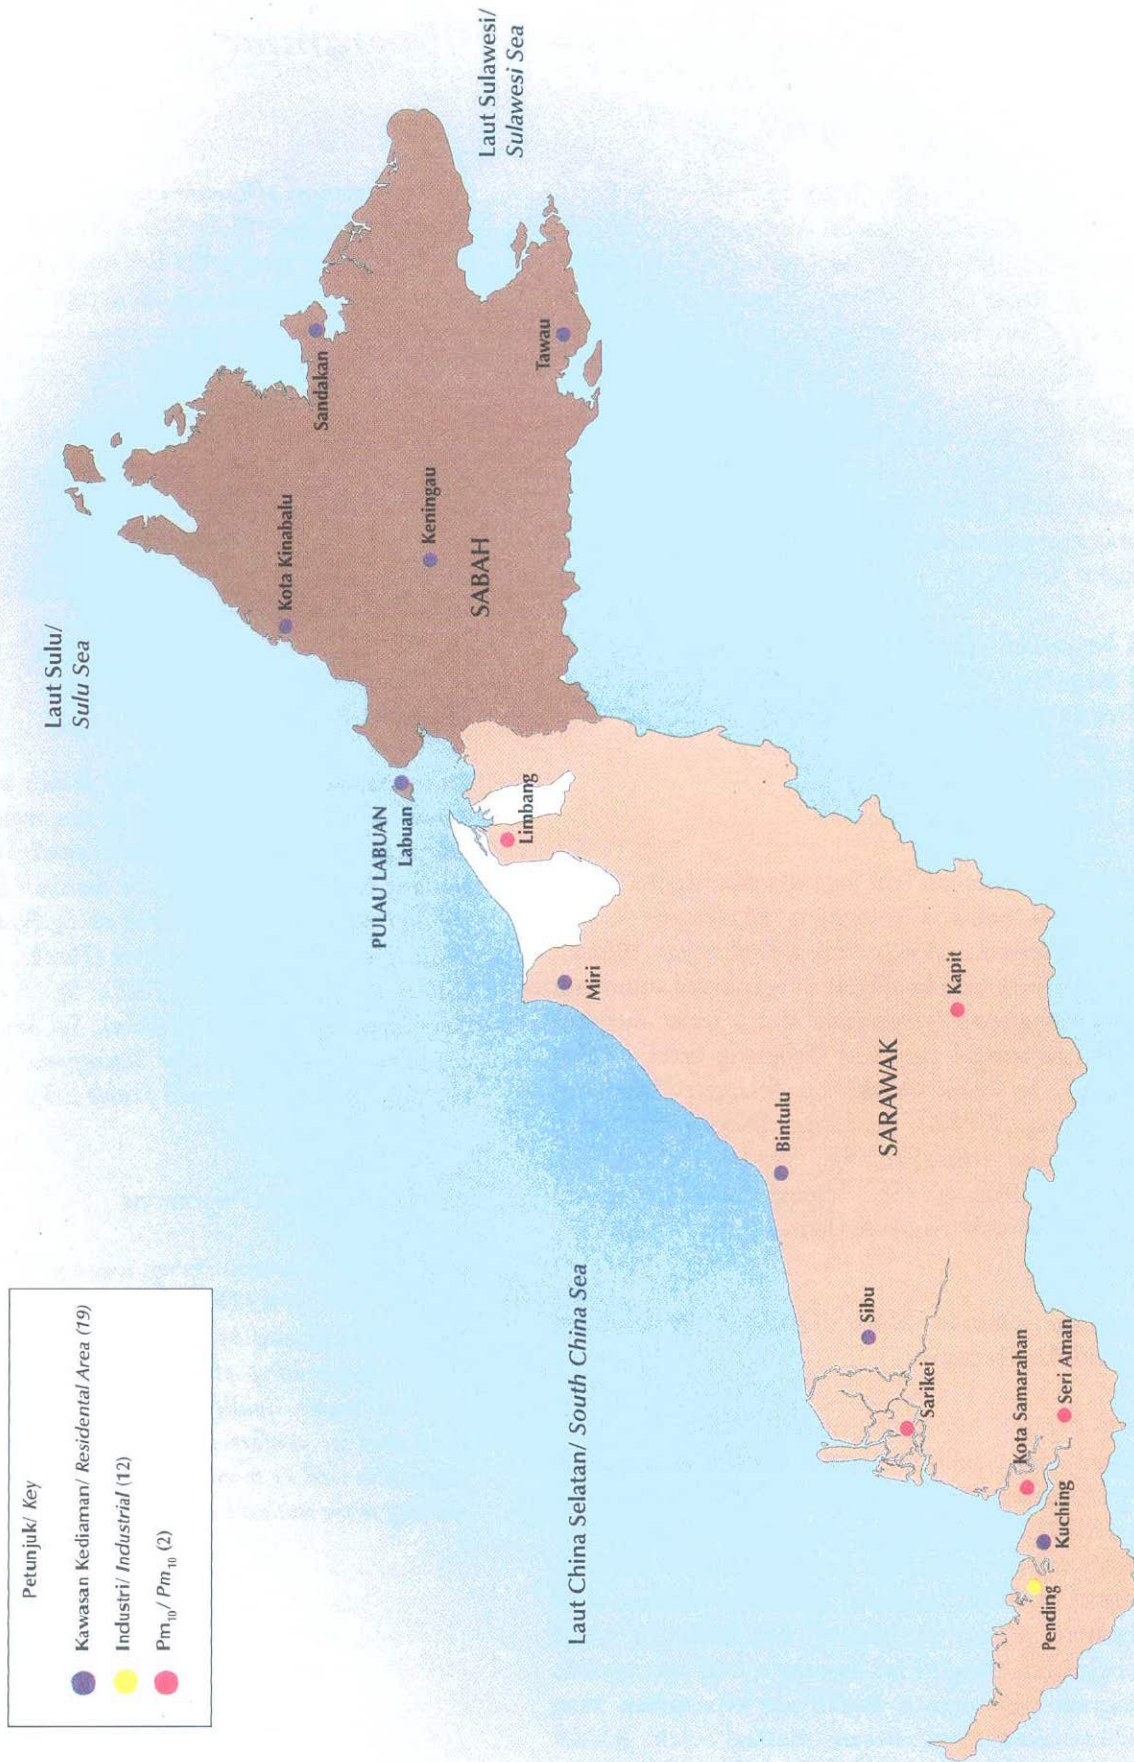 Petunjuk/ Key
Kawasan Kediaman/ Residental Area (19)
Industri/ Industrial (12)
Pm10/ Pm10 (2)
Laut Sulu/
Sulu Sea
Laut Sulawesi/
Sulawesi Sea
Laut China Selatan/ South China Sea
PULAU LABUAN
Labuan
Kota Kinabalu
Sandakan
Keningau
SABAH
Tawau
Limbang
Miri
Bintulu
Kapit
SARAWAK
Sibu
Sarikei
Kota Samarahan
Seri Aman
Kuching
Pending